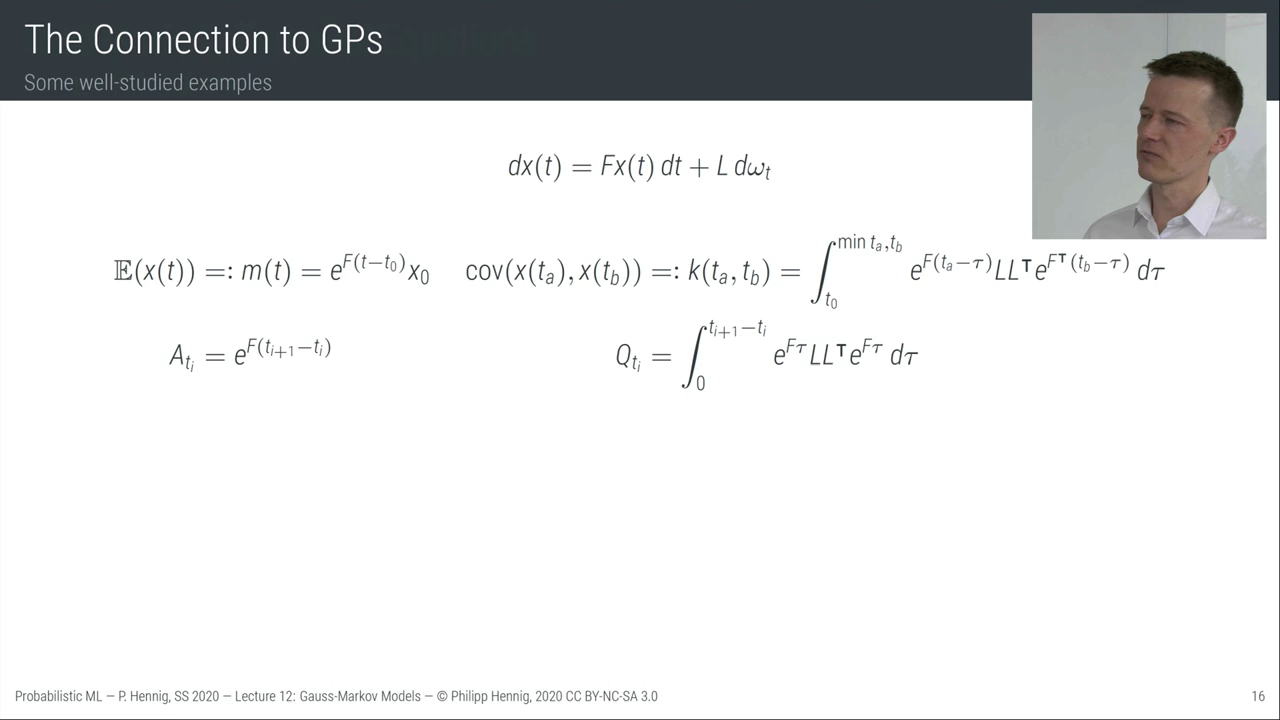 The Connection to GPs
Some well-studied examples
dx(t) = Fx(t) dt + L dω_t
𝔼(x(t)) =: m(t) = e^{F(t−t_0)}x_0   cov(x(t_a), x(t_b)) =: k(t_a, t_b) = ∫_{t_0}^{min t_a,t_b} e^{F(t_a−τ)}LL^⊤e^{F^⊤(t_b−τ)} dτ
A_{t_i} = e^{F(t_{i+1}−t_i)}   Q_{t_i} = ∫_0^{t_{i+1}−t_i} e^{Fτ}LL^⊤e^{Fτ} dτ
Probabilistic ML — P. Hennig, SS 2020 — Lecture 12: Gauss-Markov Models — © Philipp Hennig, 2020 CC BY-NC-SA 3.0 16